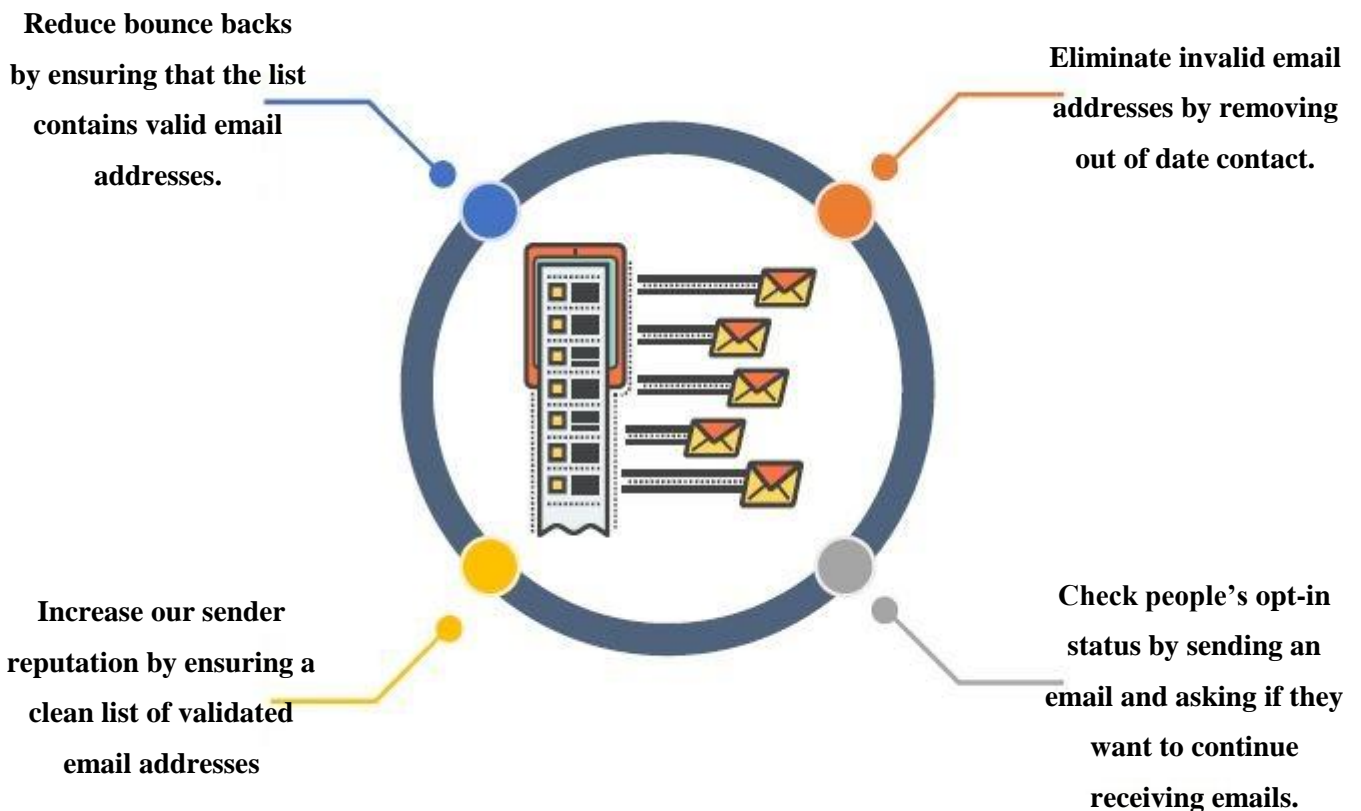 Reduce bounce backs
by ensuring that the list
contains valid email
addresses.
Eliminate invalid email
addresses by removing
out of date contact.
Increase our sender
reputation by ensuring a
clean list of validated
email addresses
Check people’s opt-in
status by sending an
email and asking if they
want to continue
receiving emails.